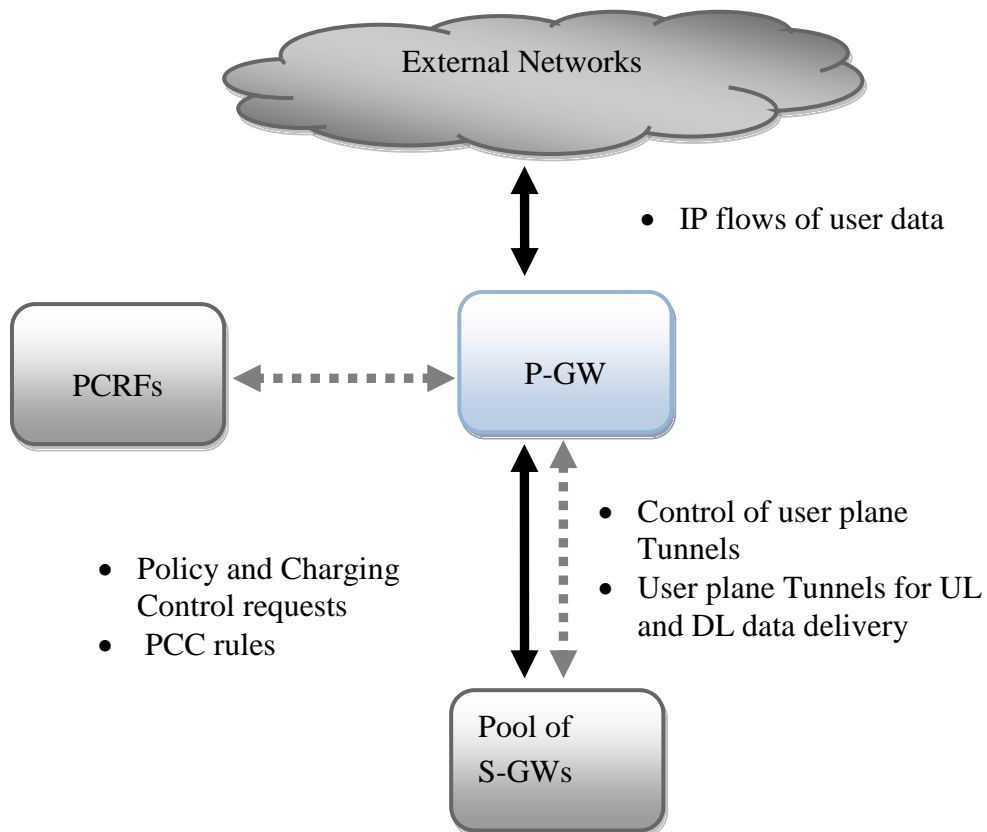 External Networks
• IP flows of user data
PCRFs
P-GW
• Control of user plane
Tunnels
• User plane Tunnels for UL
and DL data delivery
• Policy and Charging
Control requests
• PCC rules
Pool of
S-GWs